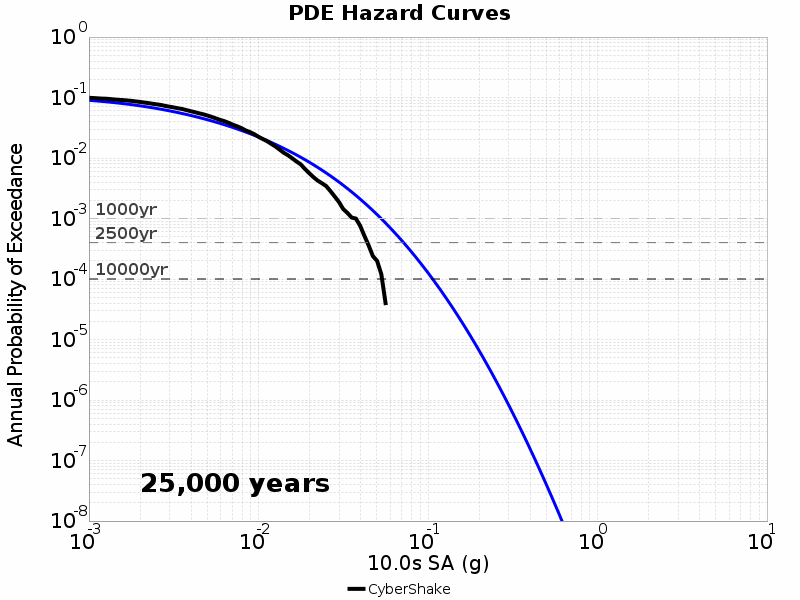 PDE Hazard Curves
Annual Probability of Exceedance
10^0
10^-1
10^-2
10^-3
10^-4
10^-5
10^-6
10^-7
10^-8
1000yr
2500yr
10000yr
25,000 years
10^-3 10^-2 10^-1 10^0 10^1
10.0s SA (g)
CyberShake